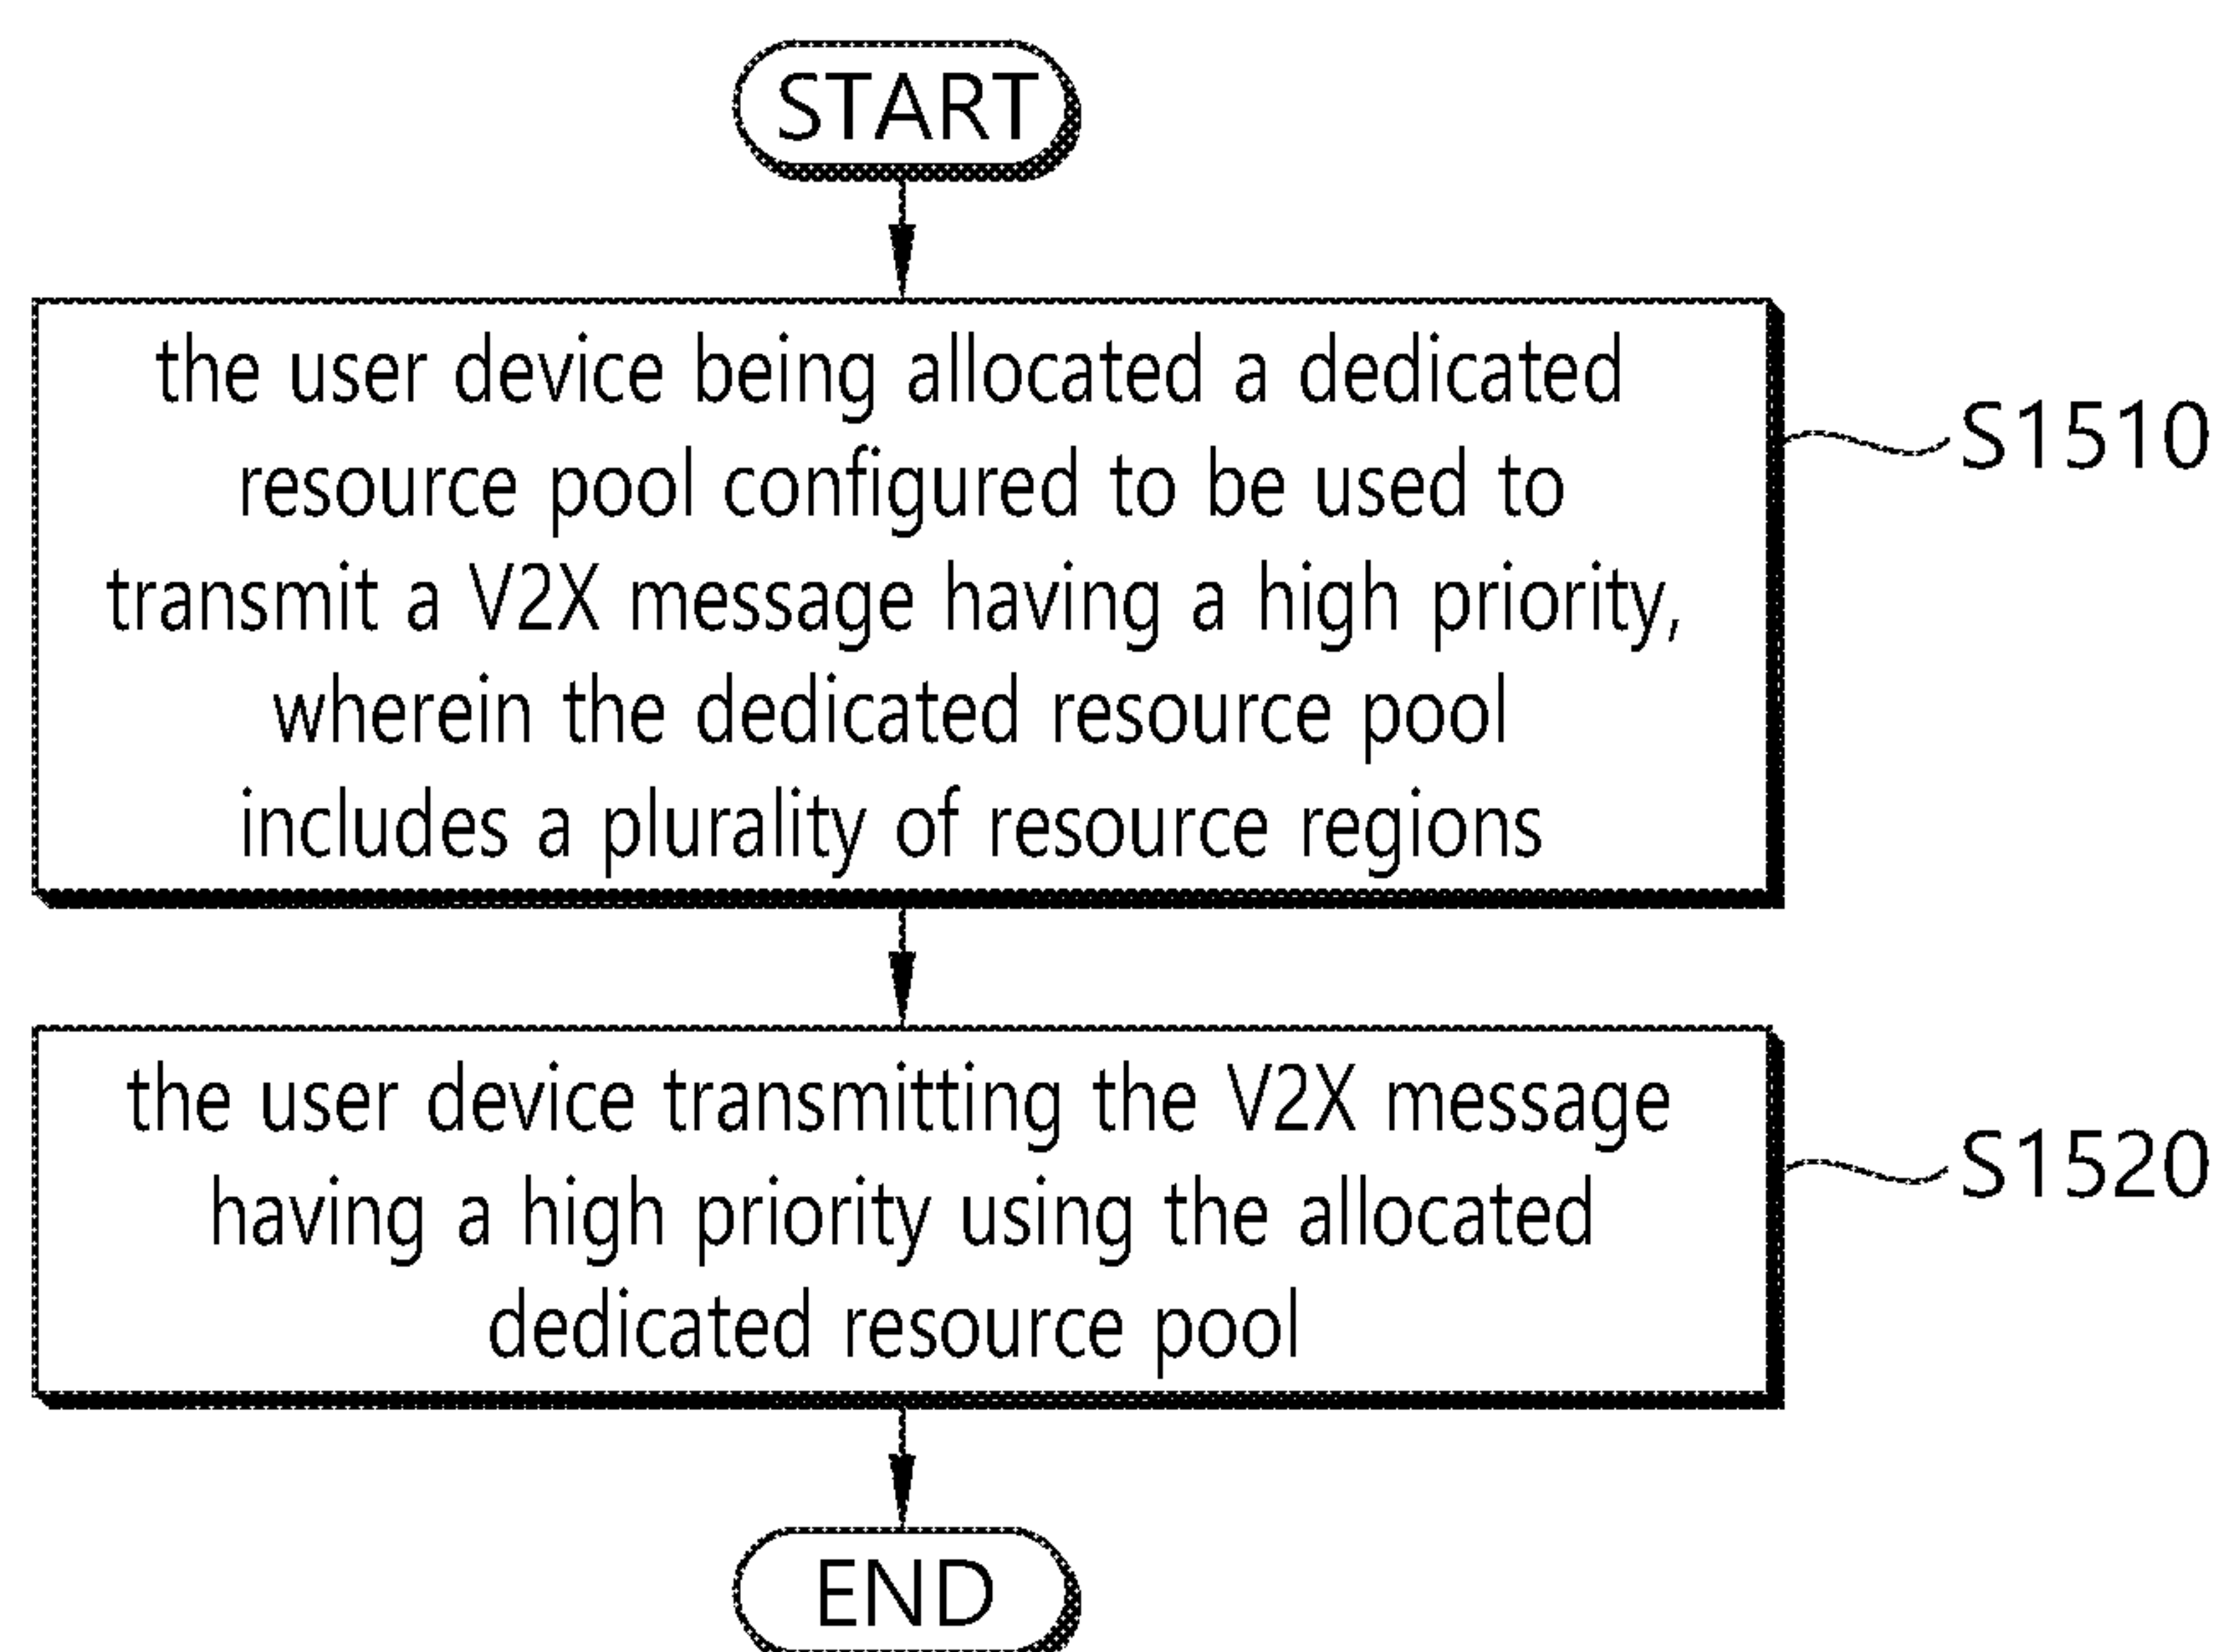 START
the user device being allocated a dedicated
resource pool configured to be used to
transmit a V2X message having a high priority,
wherein the dedicated resource pool
includes a plurality of resource regions
S1510
the user device transmitting the V2X message
having a high priority using the allocated
dedicated resource pool
S1520
END